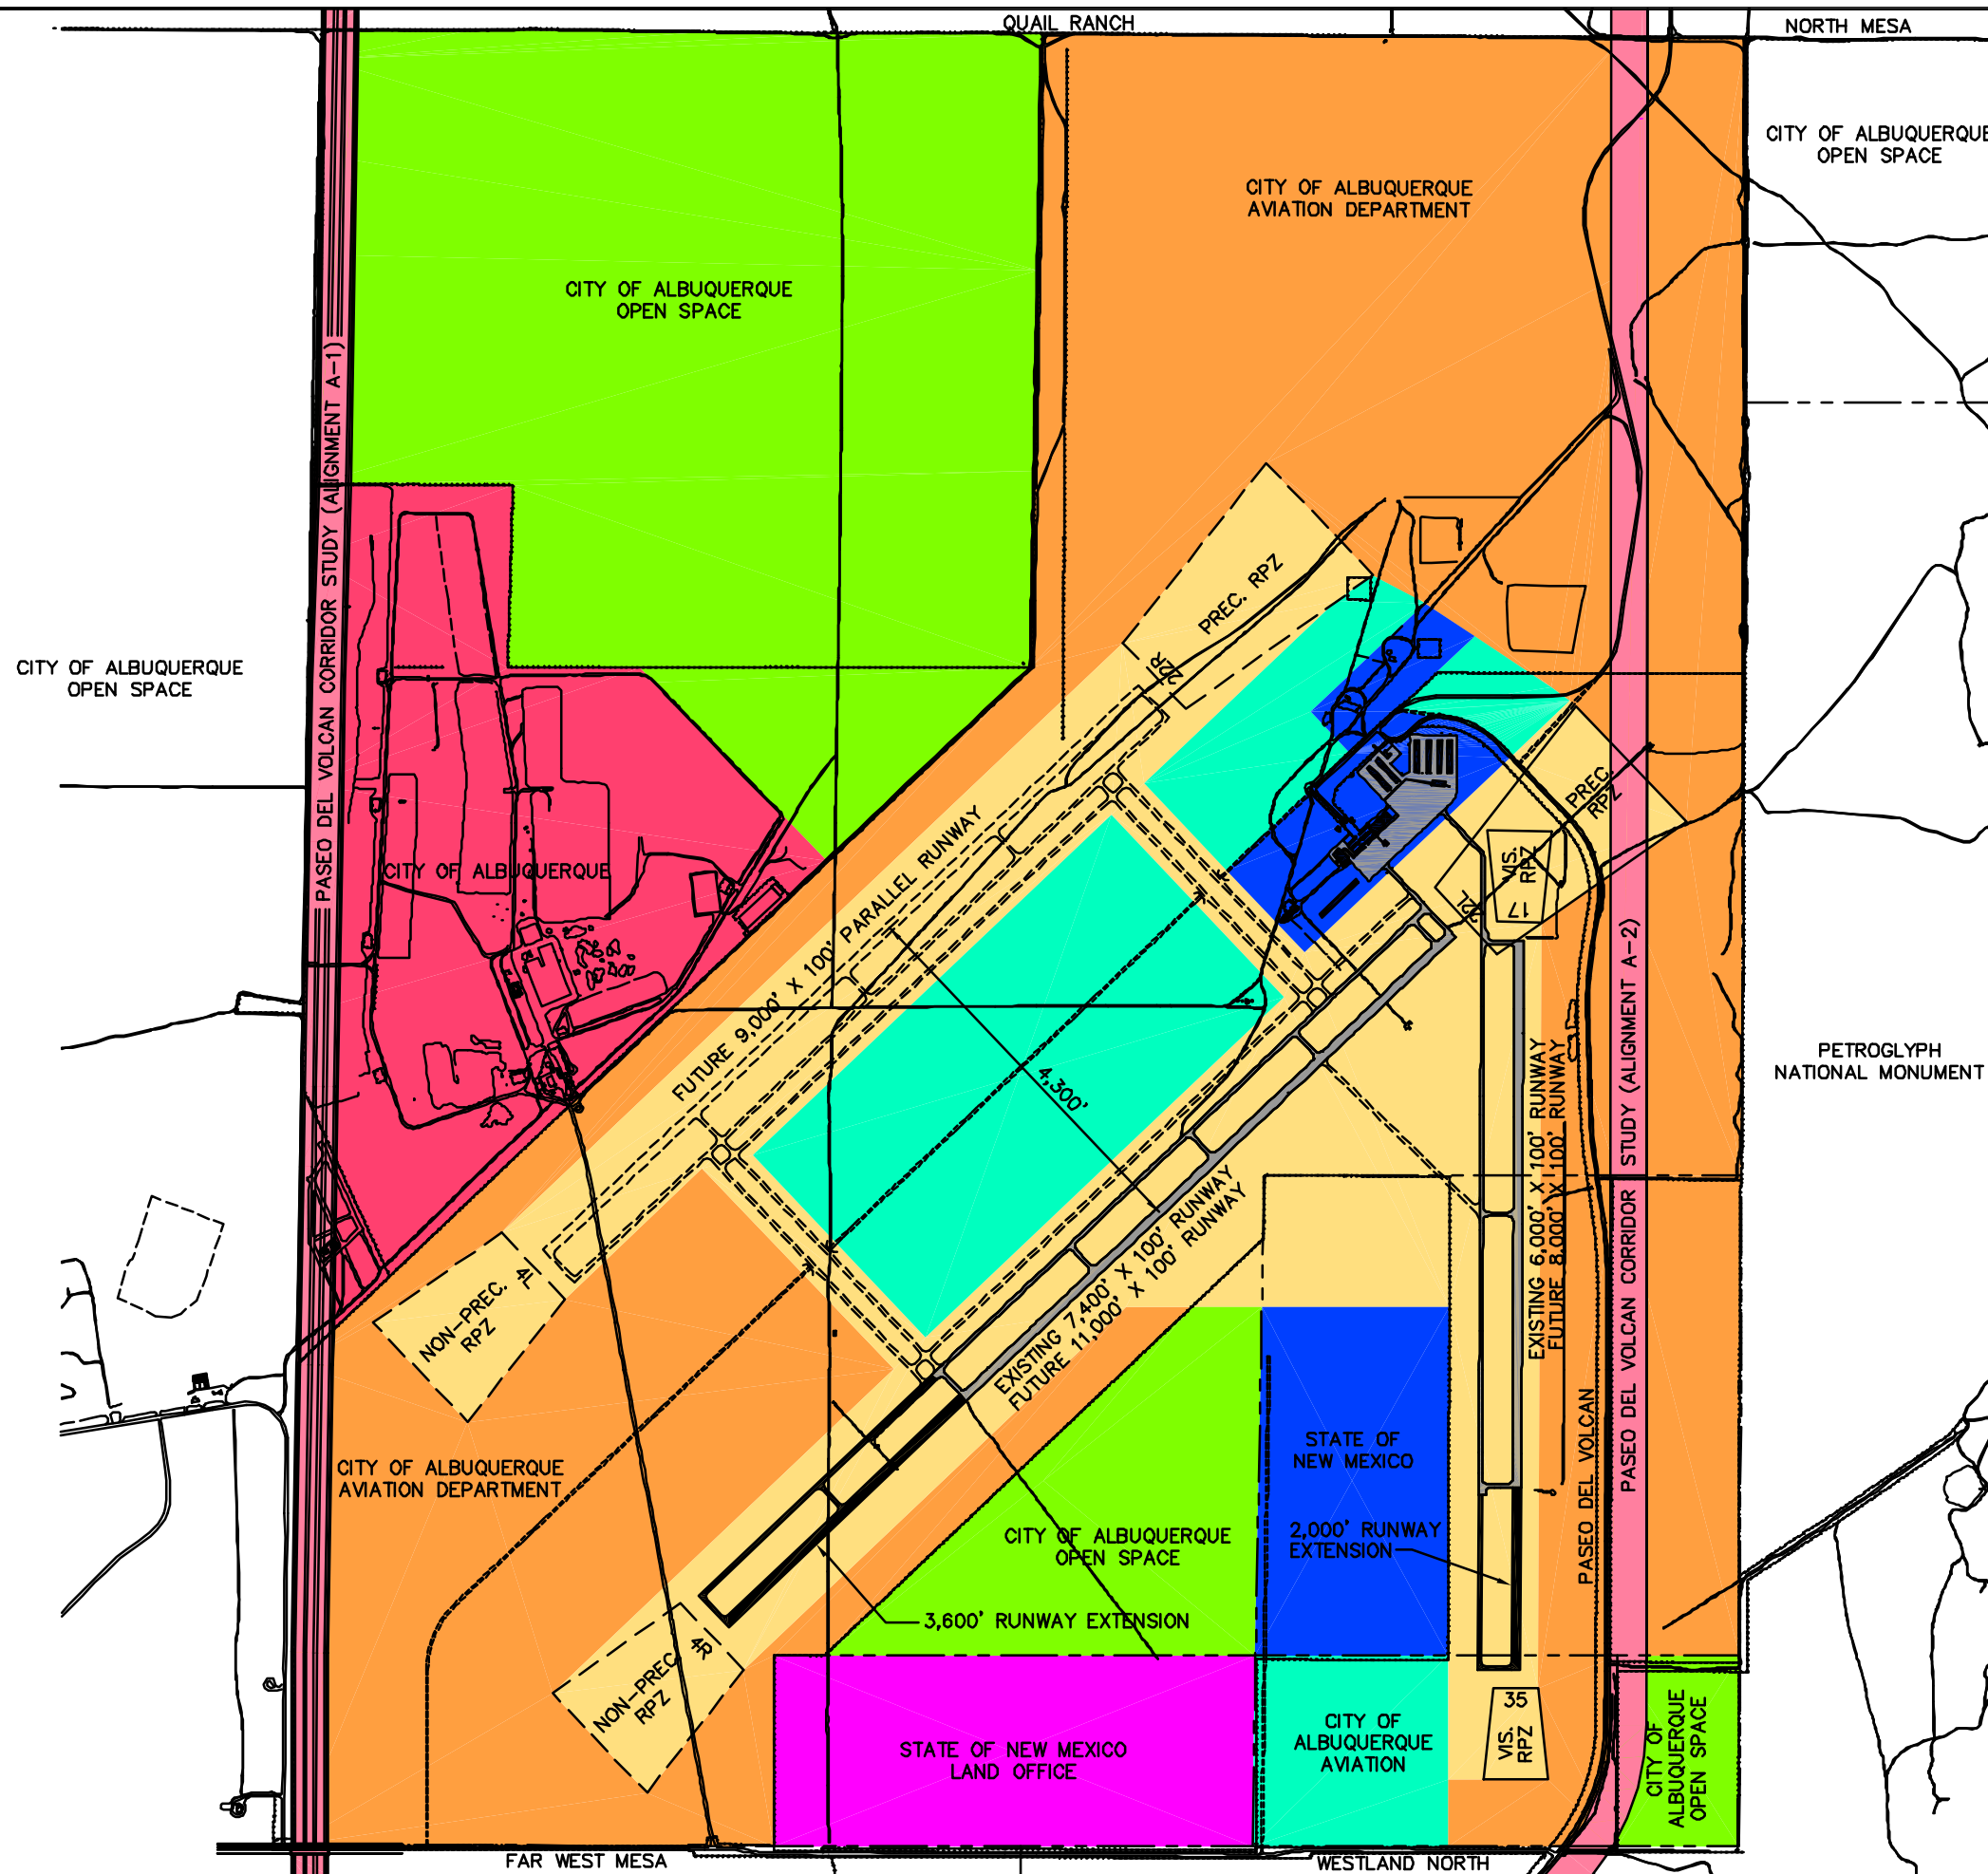 QUAIL RANCH
NORTH MESA
CITY OF ALBUQUERQUE
OPEN SPACE
CITY OF ALBUQUERQUE
AVIATION DEPARTMENT
CITY OF ALBUQUERQUE
OPEN SPACE
PASEO DEL VOLCAN CORRIDOR STUDY (ALIGNMENT A-1)
CITY OF ALBUQUERQUE
OPEN SPACE
PREC. RPZ
22R
PREC.
RPZ
VIS.
RPZ
17
22L
CITY OF ALBUQUERQUE
FUTURE 9,000' X 100' PARALLEL RUNWAY
4,300'
PETROGLYPH
NATIONAL MONUMENT
EXISTING 6,000' X 100' RUNWAY
FUTURE 8,000' X 100' RUNWAY
PASEO DEL VOLCAN CORRIDOR STUDY (ALIGNMENT A-2)
EXISTING 7,400' X 100' RUNWAY
FUTURE 11,000' X 100' RUNWAY
NON-PREC.
RPZ
4L
CITY OF ALBUQUERQUE
AVIATION DEPARTMENT
STATE OF
NEW MEXICO
PASEO DEL VOLCAN
CITY OF ALBUQUERQUE
OPEN SPACE
2,000' RUNWAY
EXTENSION
3,600' RUNWAY EXTENSION
NON-PREC.
RPZ
4R
STATE OF NEW MEXICO
LAND OFFICE
CITY OF
ALBUQUERQUE
AVIATION
35
VIS.
RPZ
CITY OF
ALBUQUERQUE
OPEN SPACE
FAR WEST MESA
WESTLAND NORTH